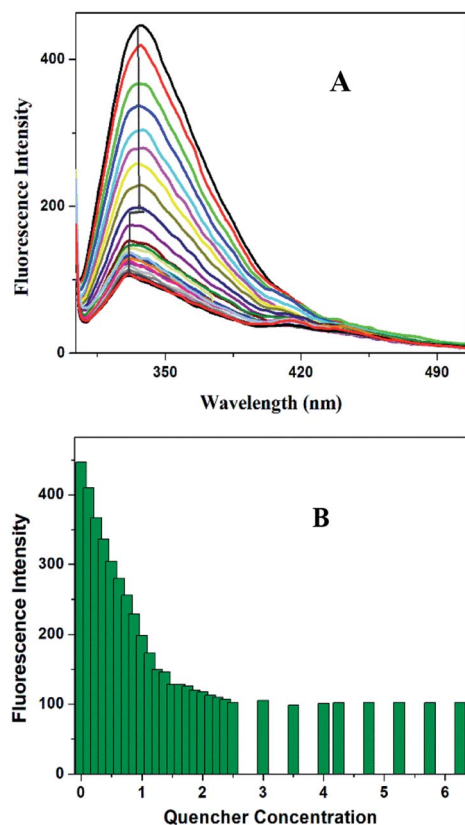 A
Fluorescence Intensity
400
200
0
350
420
490
Wavelength (nm)
B
Fluorescence Intensity
400
300
200
100
0
0 1 2 3 4 5 6
Quencher Concentration